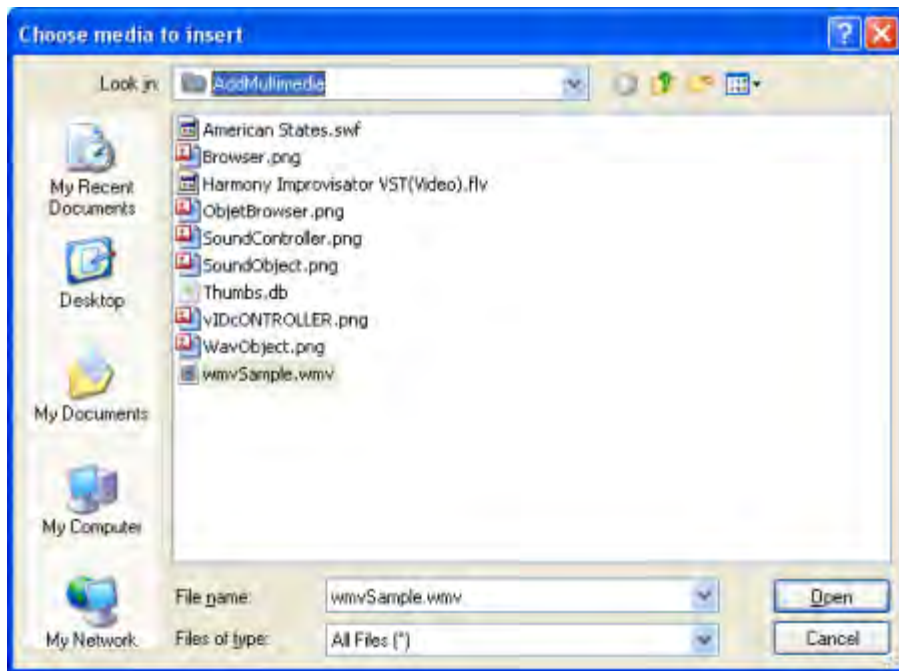 Choose media to insert
Look in:
AddMultimedia
American States.swf
Browser.png
Harmony Improvisator VST(Video).flv
ObjetBrowser.png
SoundController.png
SoundObject.png
Thumbs.db
vIDcONTROLLER.png
WavObject.png
wmvSample.wmv
My Recent
Documents
Desktop
My Documents
My Computer
My Network
File name:
wmvSample.wmv
Open
Files of type:
All Files (*)
Cancel